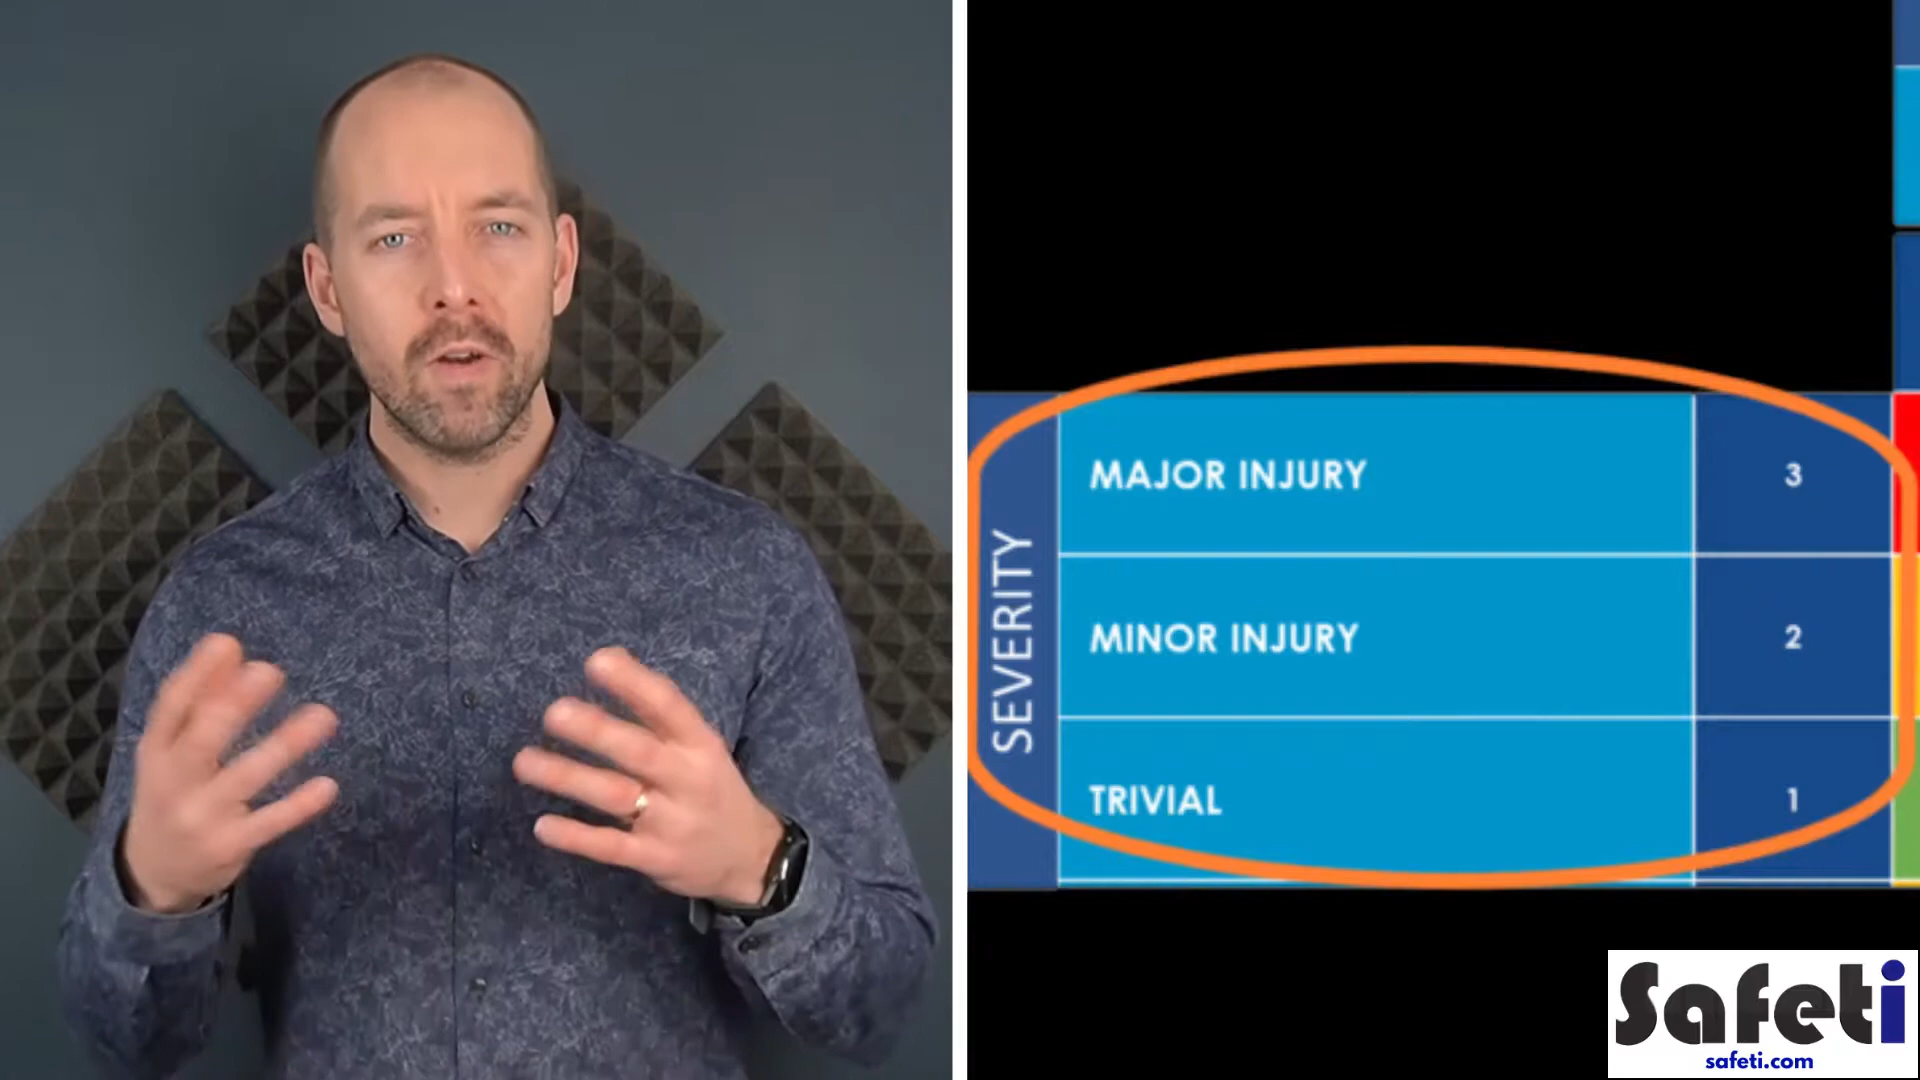 SEVERITY
MAJOR INJURY 3
MINOR INJURY 2
TRIVIAL 1
Safeti
safeti.com